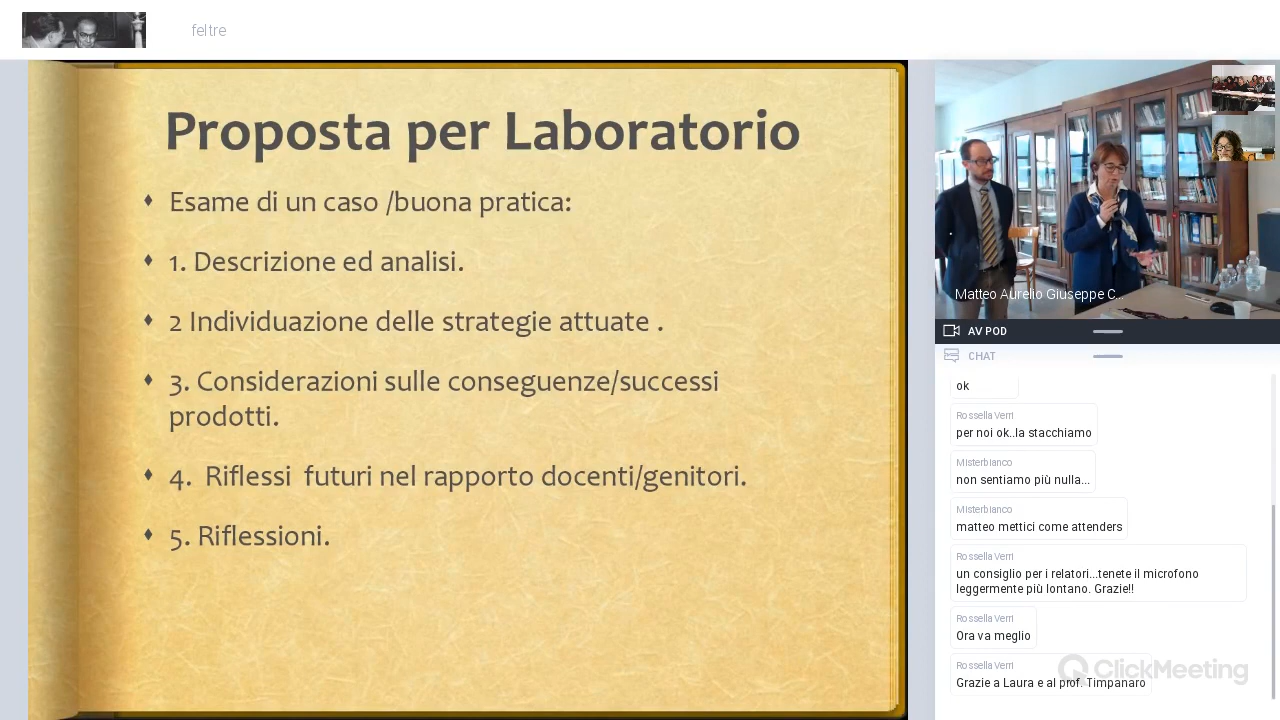 feltre
Proposta per Laboratorio
Esame di un caso /buona pratica:
1. Descrizione ed analisi.
2 Individuazione delle strategie attuate .
3. Considerazioni sulle conseguenze/successi
prodotti.
4.  Riflessi  futuri nel rapporto docenti/genitori.
5. Riflessioni.
Matteo Aurelio Giuseppe C...
AV POD
CHAT
ok
Rossella Verri
per noi ok..la stacchiamo
Misterbianco
non sentiamo più nulla...
Misterbianco
matteo mettici come attenders
Rossella Verri
un consiglio per i relatori...tenete il microfono
leggermente più lontano. Grazie!!
Rossella Verri
Ora va meglio
Rossella Verri
Grazie a Laura e al prof. Timpanaro
ClickMeeting